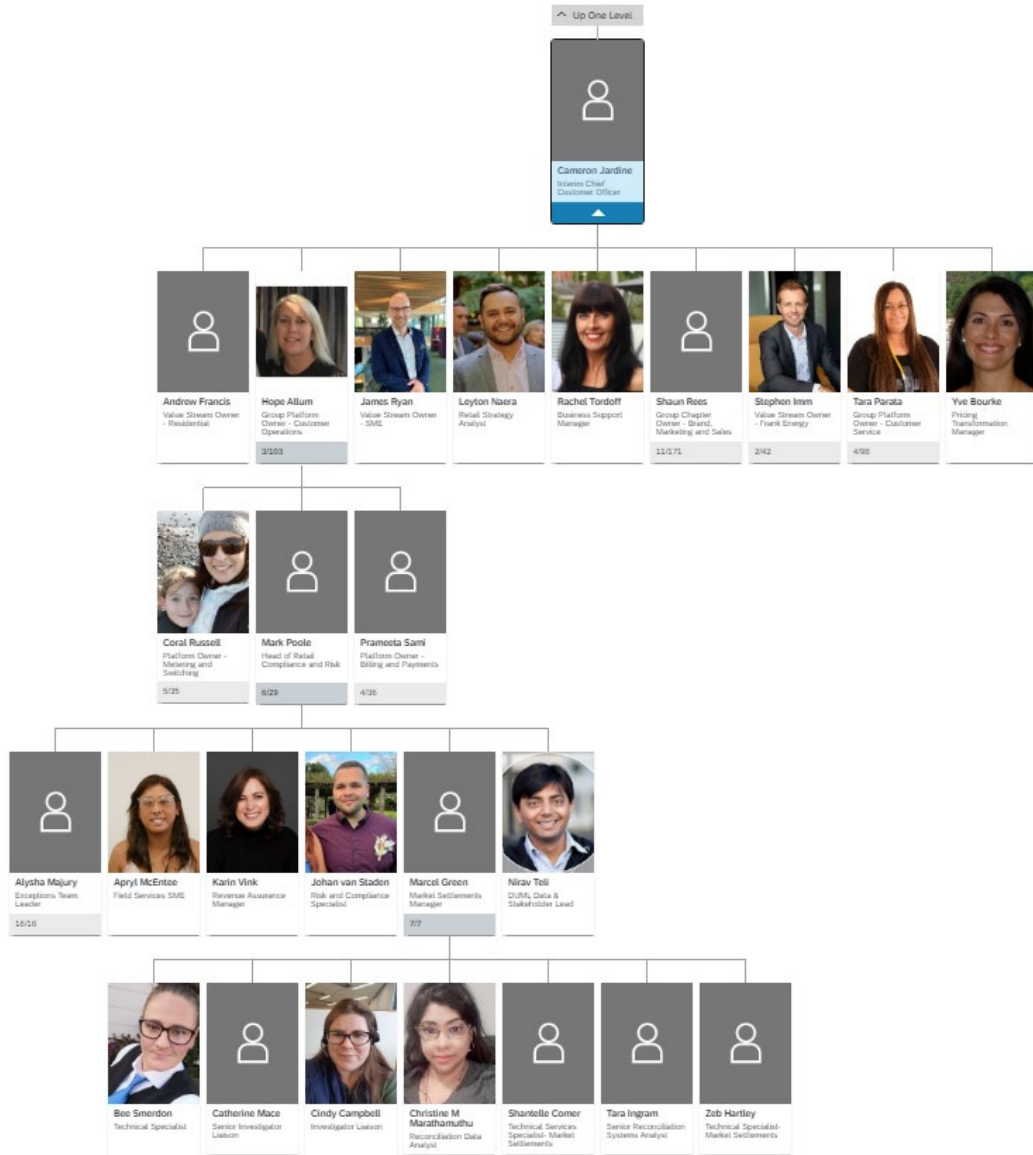 Up One Level
Cameron Jardine
Interim Chief
Customer Officer
Andrew Francis
Value Stream Owner
- Residential
Hope Allum
Group Platform
Owner - Customer
Operations
3/103
James Ryan
Value Stream Owner
- SME
Leyton Naera
Retail Strategy
Analyst
Rachel Tordoff
Business Support
Manager
Shaun Rees
Group Chapter
Owner - Brand,
Marketing and Sales
11/171
Stephen Imm
Value Stream Owner
- Frank Energy
2/42
Tara Parata
Group Platform
Owner - Customer
Service
4/98
Yve Bourke
Pricing
Transformation
Manager
Coral Russell
Platform Owner -
Metering and
Switching
5/35
Mark Poole
Head of Retail
Compliance and Risk
6/29
Prameeta Sami
Platform Owner -
Billing and Payments
4/36
Alysha Majury
Exceptions Team
Leader
16/16
Apryl McEntee
Field Services SME
Karin Vink
Revenue Assurance
Manager
Johan van Staden
Risk and Compliance
Specialist
Marcel Green
Market Settlements
Manager
7/7
Nirav Teli
DUML Data &
Stakeholder Lead
Bee Smerdon
Technical Specialist
Catherine Mace
Senior Investigator
Liaison
Cindy Campbell
Investigator Liaison
Christine M
Marathamuthu
Reconciliation Data
Analyst
Shantelle Comer
Technical Services
Specialist- Market
Settlements
Tara Ingram
Senior Reconciliation
Systems Analyst
Zeb Hartley
Technical Specialist-
Market Settlements